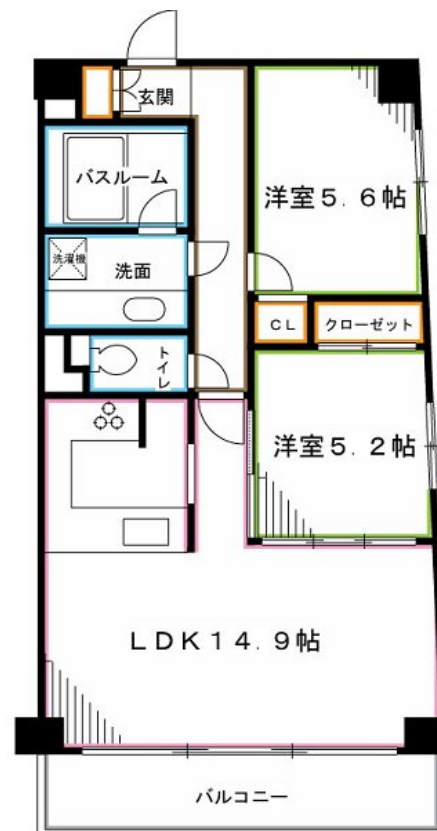 玄関
バスルーム
洋室5.6帖
洗濯機
洗面
CL
クローゼット
トイレ
洋室5.2帖
LDK14.9帖
バルコニー